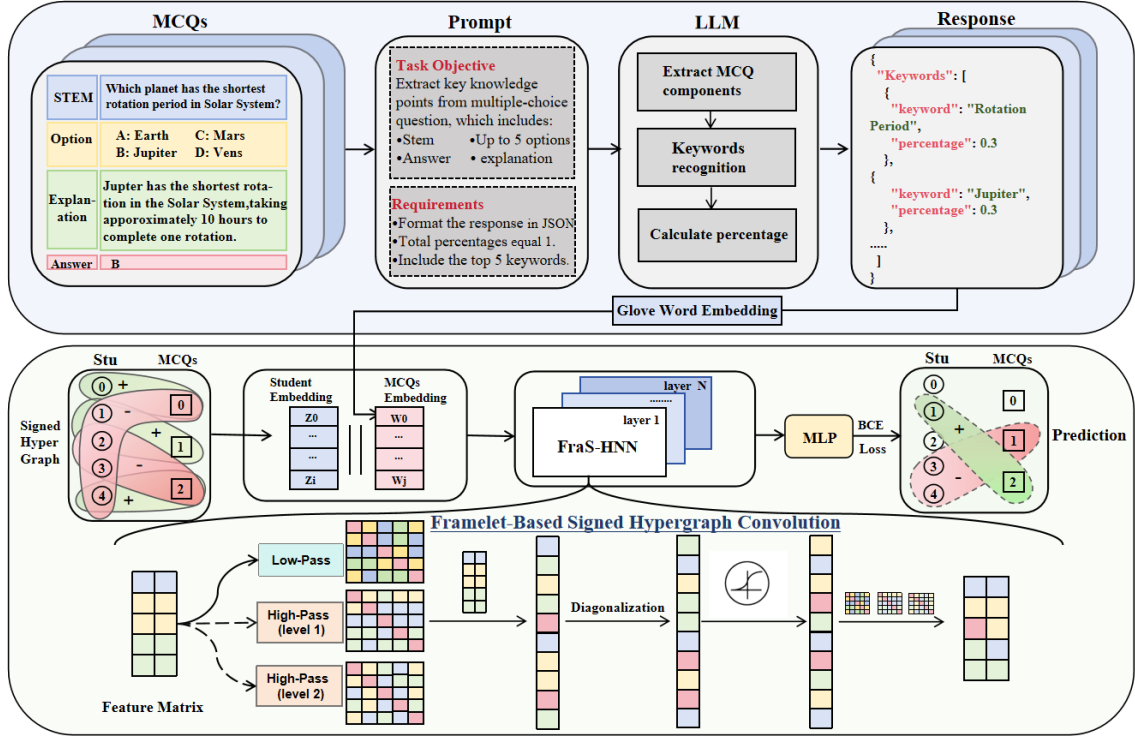 MCQs
Prompt
LLM
Response
STEM
Which planet has the shortest
rotation period in Solar System?
Option
A: Earth C: Mars
B: Jupiter D: Vens
Explan-
ation
Jupter has the shortest rota-
tion in the Solar System,taking
apporoximately 10 hours to
complete one rotation.
Answer
B
Task Objective
Extract key knowledge
points from multiple-choice
question, which includes:
•Stem •Up to 5 options
•Answer • explanation
Requirements
•Format the response in JSON
•Total percentages equal 1.
•Include the top 5 keywords.
Extract MCQ
components
Keywords
recognition
Calculate percentage
{
"Keywords": [
{
"keyword": "Rotation
Period",
"percentage": 0.3
},
{
"keyword": "Jupiter",
"percentage": 0.3
},
.....
]
}
Glove Word Embedding
Signed
Hyper
Graph
Stu
MCQs
0
1
2
3
4
+
-
+
-
+
0
1
2
Student
Embedding
Z0
...
...
Zi
MCQs
Embedding
W0
...
...
Wj
layer N
........
layer 1
FraS-HNN
MLP
BCE
Loss
Stu
MCQs
0
1
2
3
4
+
-
0
1
2
Prediction
Framelet-Based Signed Hypergraph Convolution
Feature Matrix
Low-Pass
High-Pass
(level 1)
High-Pass
(level 2)
Diagonalization